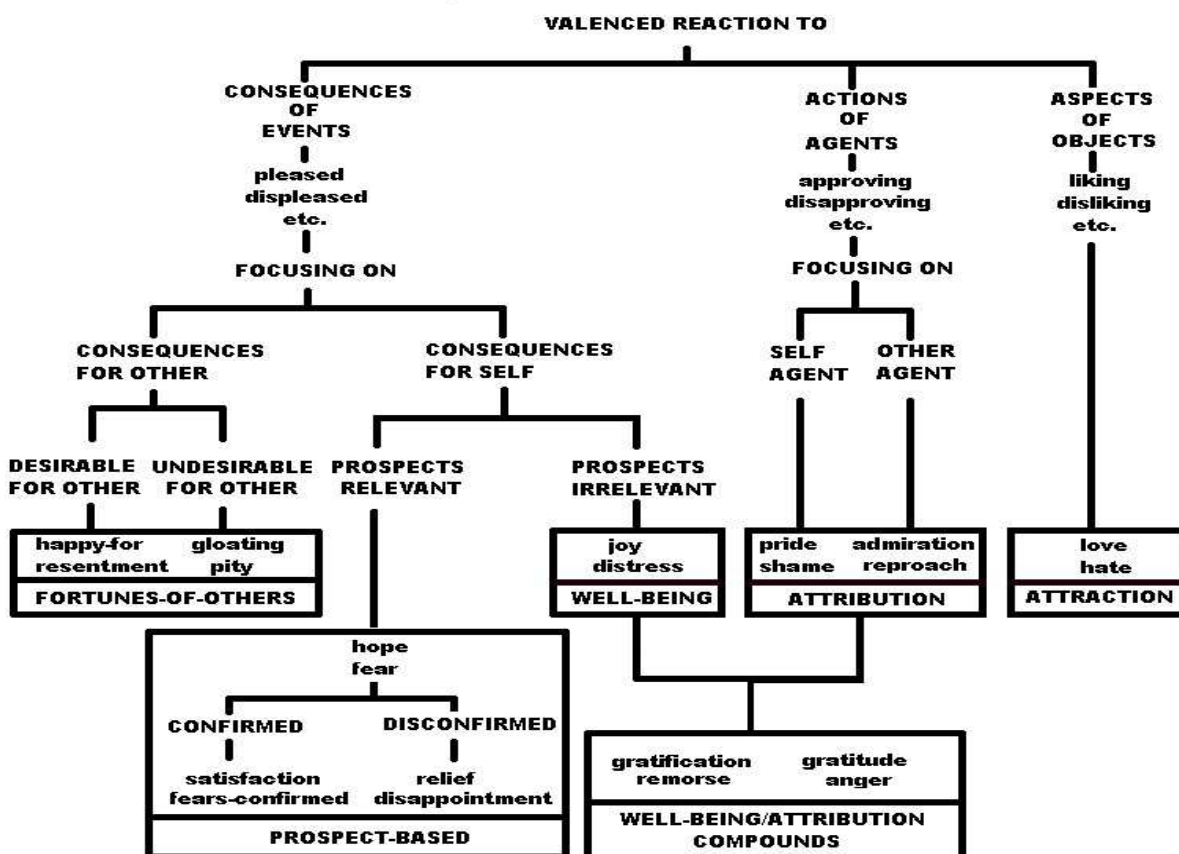 VALENCED REACTION TO
CONSEQUENCES
OF
EVENTS
pleased
displeased
etc.
FOCUSING ON
ACTIONS
OF
AGENTS
approving
disapproving
etc.
FOCUSING ON
ASPECTS
OF
OBJECTS
liking
disliking
etc.
CONSEQUENCES
FOR OTHER
CONSEQUENCES
FOR SELF
SELF
AGENT
OTHER
AGENT
DESIRABLE
FOR OTHER
UNDESIRABLE
FOR OTHER
PROSPECTS
RELEVANT
PROSPECTS
IRRELEVANT
happy-for
resentment
gloating
pity
FORTUNES-OF-OTHERS
joy
distress
WELL-BEING
pride
shame
admiration
reproach
ATTRIBUTION
love
hate
ATTRACTION
hope
fear
CONFIRMED
DISCONFIRMED
satisfaction
fears-confirmed
relief
disappointment
PROSPECT-BASED
gratification
remorse
gratitude
anger
WELL-BEING/ATTRIBUTION
COMPOUNDS